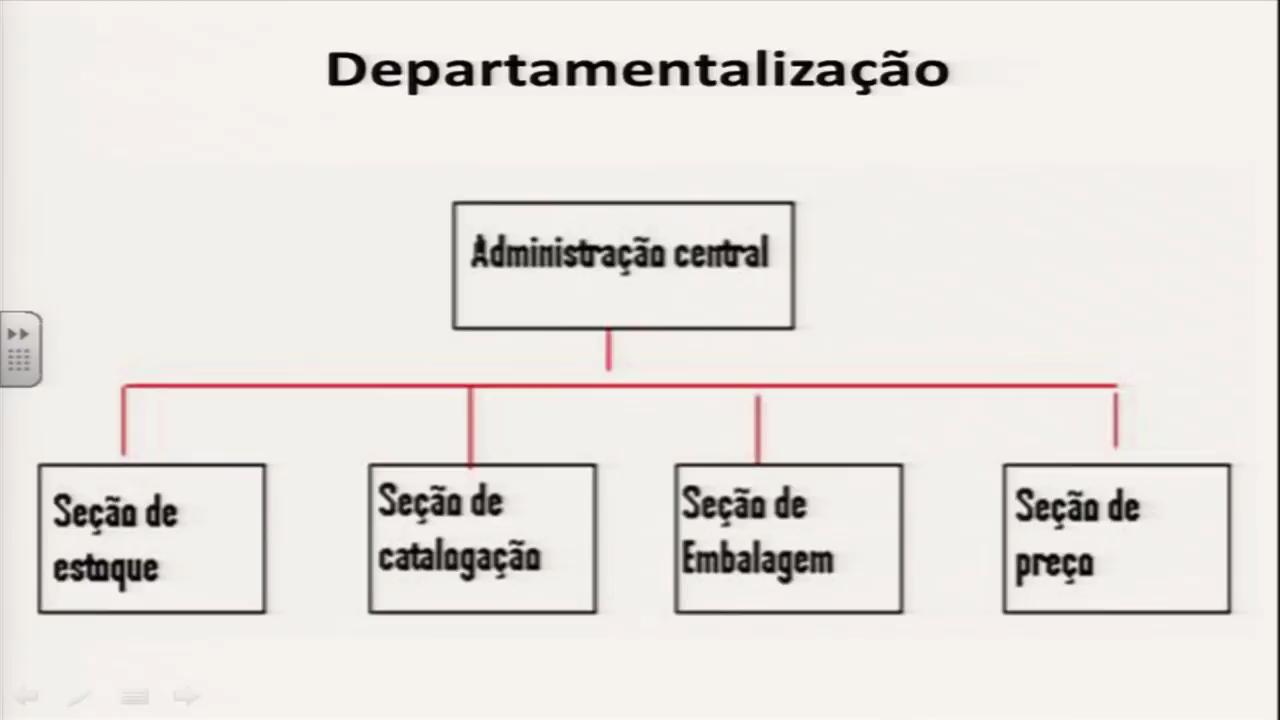 Departamentalização
Administração central
Seção de
estoque
Seção de
catalogação
Seção de
Embalagem
Seção de
preço